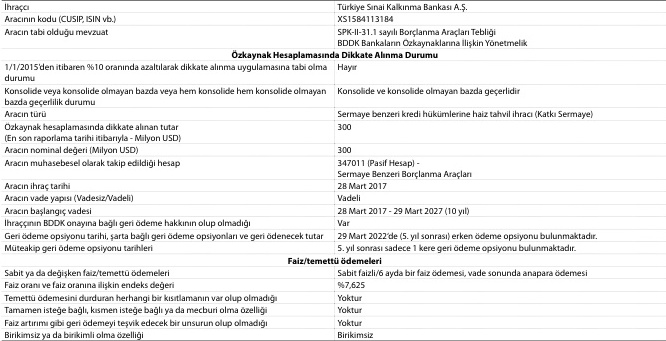 İhraççı Türkiye Sınai Kalkınma Bankası A.Ş.
Aracının kodu (CUSIP, ISIN vb.) XS1584113184
Aracın tabi olduğu mevzuat SPK-II-31.1 sayılı Borçlanma Araçları Tebliği
BDDK Bankaların Özkaynaklarına İlişkin Yönetmelik
Özkaynak Hesaplamasında Dikkate Alınma Durumu
1/1/2015'den itibaren %10 oranında azaltılarak dikkate alınma uygulamasına tabi olma Hayır
durumu
Konsolide veya konsolide olmayan bazda veya hem konsolide hem konsolide olmayan Konsolide ve konsolide olmayan bazda geçerlidir
bazda geçerlilik durumu
Aracın türü Sermaye benzeri kredi hükümlerine haiz tahvil ihracı (Katkı Sermaye)
Özkaynak hesaplamasında dikkate alınan tutar 300
(En son raporlama tarihi itibarıyla - Milyon USD)
Aracın nominal değeri (Milyon USD) 300
Aracın muhasebesel olarak takip edildiği hesap 347011 (Pasif Hesap) -
Sermaye Benzeri Borçlanma Araçları
Aracın ihraç tarihi 28 Mart 2017
Aracın vade yapısı (Vadesiz/Vadeli) Vadeli
Aracın başlangıç vadesi 28 Mart 2017 - 29 Mart 2027 (10 yıl)
İhraççının BDDK onayına bağlı geri ödeme hakkının olup olmadığı Var
Geri ödeme opsiyonu tarihi, şarta bağlı geri ödeme opsiyonları ve geri ödenecek tutar 29 Mart 2022'de (5. yıl sonrası) erken ödeme opsiyonu bulunmaktadır.
Müteakip geri ödeme opsiyonu tarihleri 5. yıl sonrası sadece 1 kere geri ödeme opsiyonu bulunmaktadır.
Faiz/temettü ödemeleri
Sabit ya da değişken faiz/temettü ödemeleri Sabit faizli/6 ayda bir faiz ödemesi, vade sonunda anapara ödemesi
Faiz oranı ve faiz oranına ilişkin endeks değeri %7,625
Temettü ödemesini durduran herhangi bir kısıtlamanın var olup olmadığı Yoktur
Tamamen isteğe bağlı, kısmen isteğe bağlı ya da mecburi olma özelliği Yoktur
Faiz artırımı gibi geri ödemeyi teşvik edecek bir unsurun olup olmadığı Yoktur
Birikimsiz ya da birikimli olma özelliği Birikimsiz